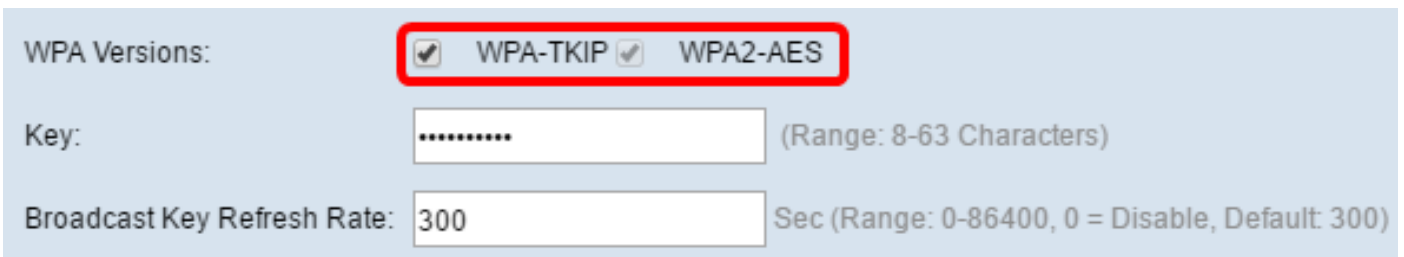 WPA Versions: WPA-TKIP WPA2-AES
Key: •••••••••• (Range: 8-63 Characters)
Broadcast Key Refresh Rate: 300 Sec (Range: 0-86400, 0 = Disable, Default: 300)